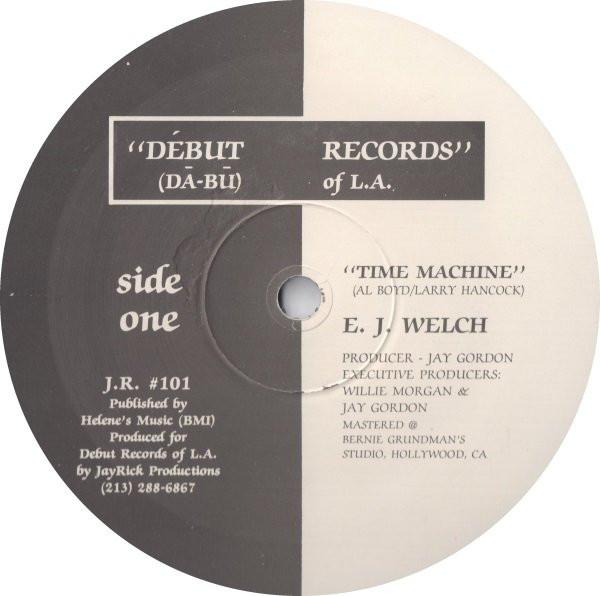 “DÉBUT RECORDS”
(DĀ-BŪ) of L.A.
side
one
J.R. #101
Published by
Helene's Music (BMI)
Produced for
Debut Records of L.A.
by JayRick Productions
(213) 288-6867
“TIME MACHINE”
(AL BOYD/LARRY HANCOCK)
E. J. WELCH
PRODUCER - JAY GORDON
EXECUTIVE PRODUCERS:
WILLIE MORGAN &
JAY GORDON
MASTERED @
BERNIE GRUNDMAN'S
STUDIO, HOLLYWOOD, CA